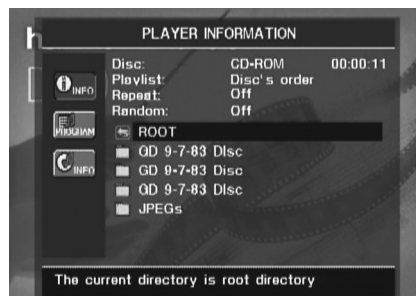 PLAYER INFORMATION
Disc: CD-ROM 00:00:11
Playlist: Disc's order
Repeat: Off
Random: Off
INFO
PROGRAM
INFO
ROOT
GD 9-7-83 Disc
GD 9-7-83 Disc
GD 9-7-83 Disc
JPEGs
The current directory is root directory